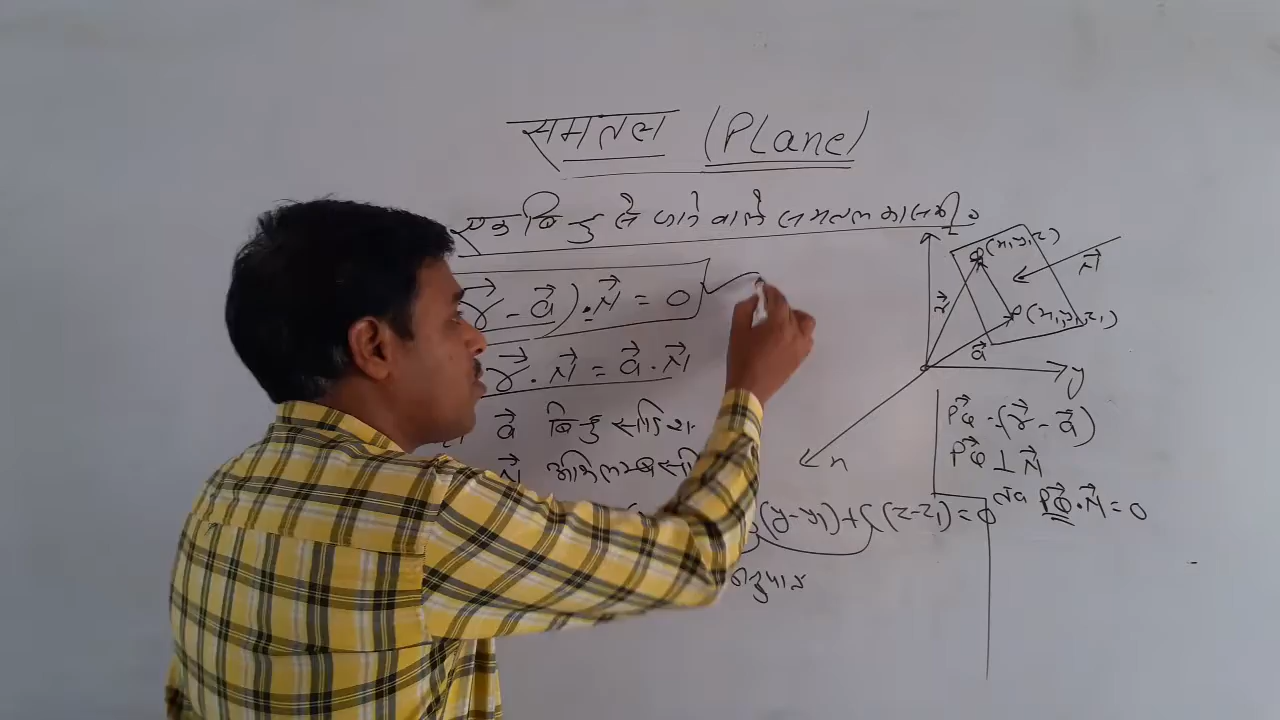 समतल (Plane)
एक बिन्दु से जाने वाले समतल का समी०
r⃗ - a⃗).N⃗ = 0
r⃗ . N⃗ = a⃗ . N⃗
a⃗ बिन्दु सदिश
N⃗ अभिलम्ब
(y-y₁)+c(z-z₁)=0
अनुपात
z
Q(x,y,z)
N⃗
r⃗
P(x₁,y₁,z₁)
a⃗
y
x
PQ⃗ = (r⃗ - a⃗)
PQ⃗ ⊥ N⃗
तब PQ⃗.N⃗ = 0